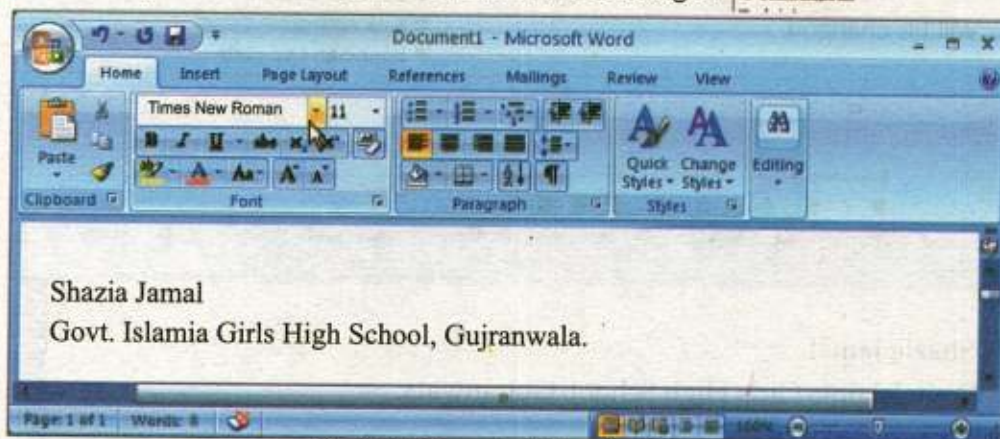 Document1 - Microsoft Word
Home Insert Page Layout References Mailings Review View
Times New Roman 11
B I U abc
Aa A A
Paste
Quick Styles Change Styles Editing
Clipboard Font Paragraph Styles
Shazia Jamal
Govt. Islamia Girls High School, Gujranwala.
Page: 1 of 1 Words: 8 100%